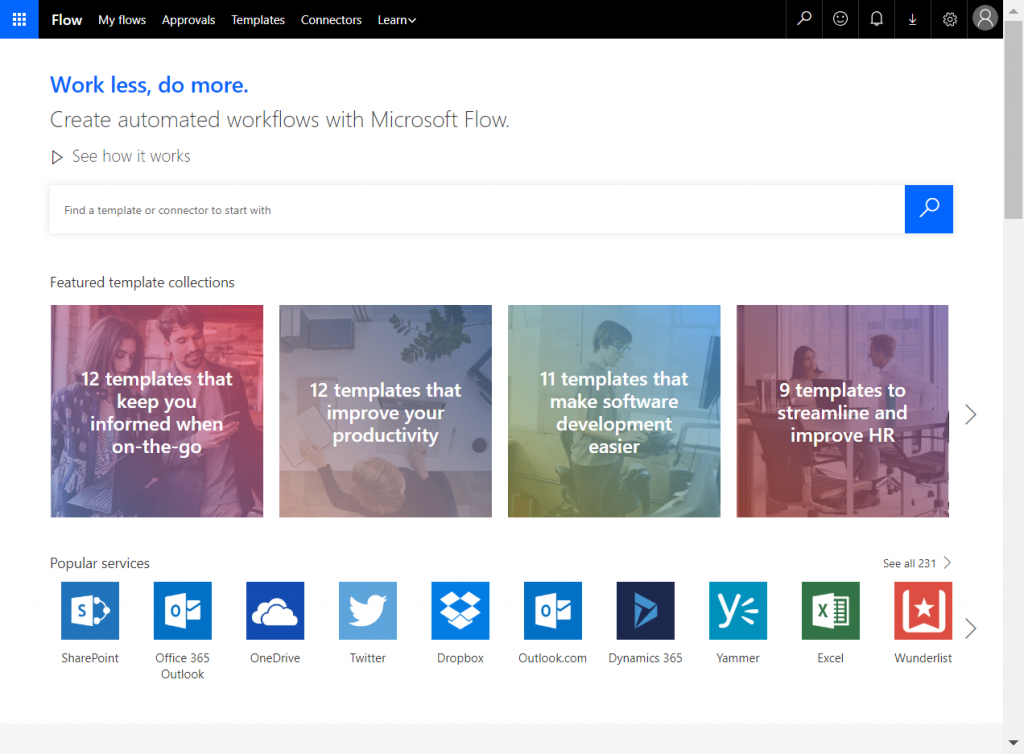 Flow My flows Approvals Templates Connectors Learn
Work less, do more.
Create automated workflows with Microsoft Flow.
See how it works
Find a template or connector to start with
Featured template collections
12 templates that
keep you
informed when
on-the-go
12 templates that
improve your
productivity
11 templates that
make software
development
easier
9 templates to
streamline and
improve HR
Popular services
See all 231
SharePoint
Office 365
Outlook
OneDrive
Twitter
Dropbox
Outlook.com
Dynamics 365
Yammer
Excel
Wunderlist